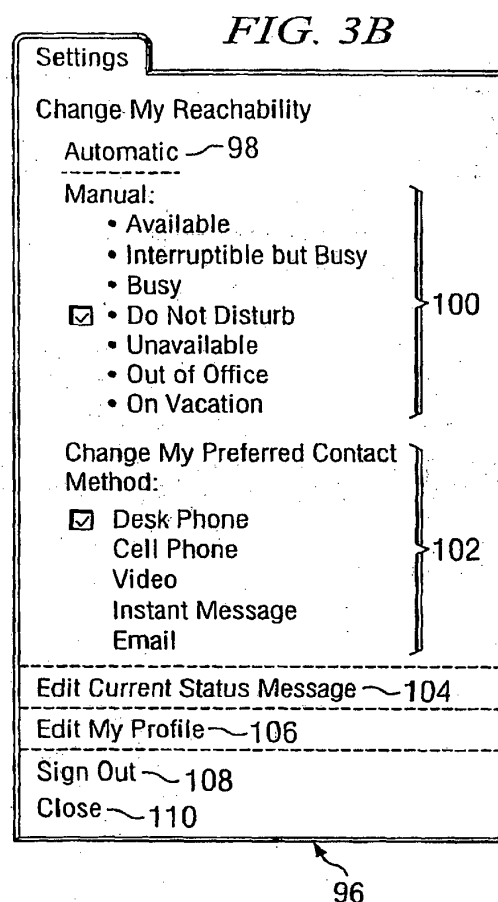 FIG. 3B
Settings
Change My Reachability
Automatic 98
Manual:
• Available
• Interruptible but Busy
• Busy
• Do Not Disturb
• Unavailable
• Out of Office
• On Vacation
100
Change My Preferred Contact
Method:
Desk Phone
Cell Phone
Video
Instant Message
Email
102
Edit Current Status Message 104
Edit My Profile 106
Sign Out 108
Close 110
96